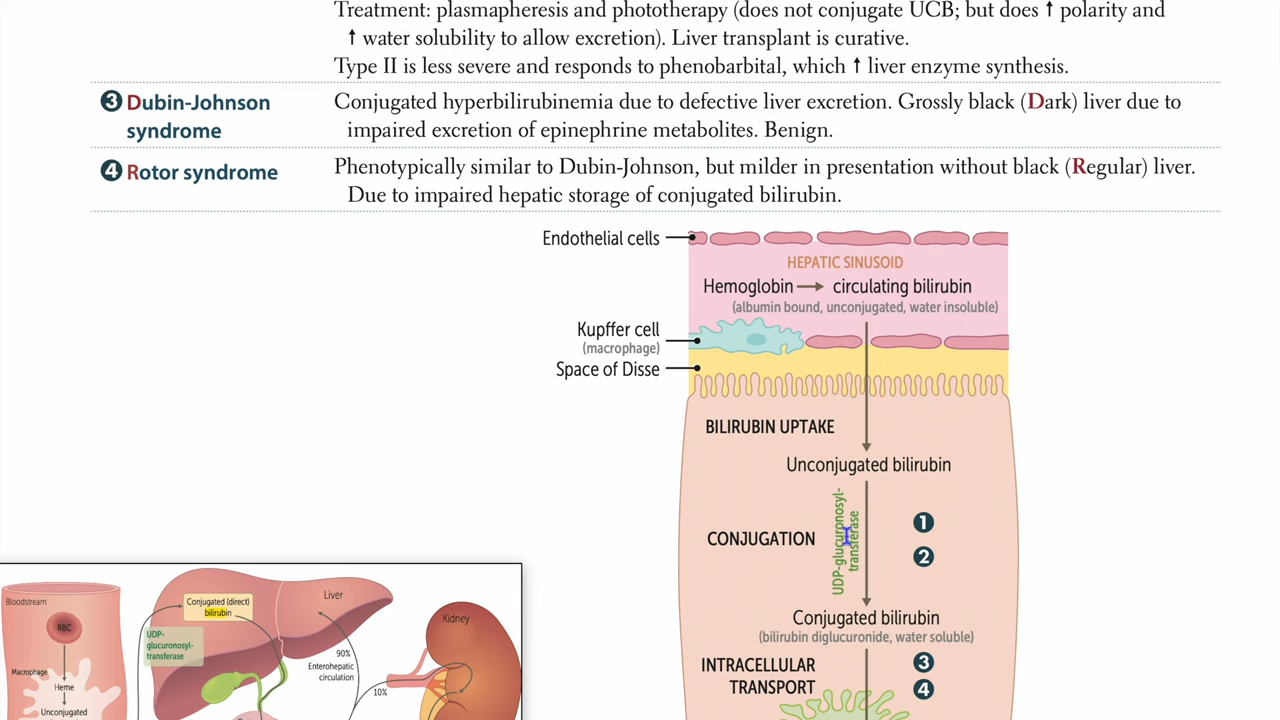 Treatment: plasmapheresis and phototherapy (does not conjugate UCB; but does ↑ polarity and
↑ water solubility to allow excretion). Liver transplant is curative.
Type II is less severe and responds to phenobarbital, which ↑ liver enzyme synthesis.
❸ Dubin-Johnson
syndrome
Conjugated hyperbilirubinemia due to defective liver excretion. Grossly black (Dark) liver due to
impaired excretion of epinephrine metabolites. Benign.
❹ Rotor syndrome
Phenotypically similar to Dubin-Johnson, but milder in presentation without black (Regular) liver.
Due to impaired hepatic storage of conjugated bilirubin.
Endothelial cells
HEPATIC SINUSOID
Hemoglobin → circulating bilirubin
(albumin bound, unconjugated, water insoluble)
Kupffer cell
(macrophage)
Space of Disse
BILIRUBIN UPTAKE
Unconjugated bilirubin
CONJUGATION
UDP-glucuronosyl-
transferase
❶
❷
Conjugated bilirubin
(bilirubin diglucuronide, water soluble)
INTRACELLULAR
TRANSPORT
❸
❹
Bloodstream
RBC
Macrophage
Heme
Unconjugated
Conjugated (direct)
bilirubin
UDP-
glucuronosyl-
transferase
Liver
90%
Enterohepatic
circulation
10%
Kidney